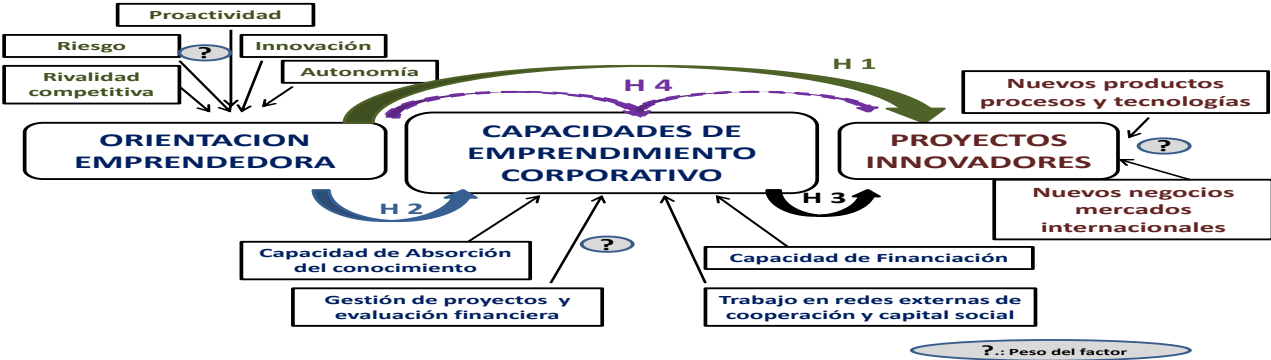 Proactividad
Riesgo
?
Innovación
Rivalidad
competitiva
Autonomía
H 1
H 4
Nuevos productos
procesos y tecnologías
ORIENTACION
EMPRENDEDORA
CAPACIDADES DE
EMPRENDIMIENTO
CORPORATIVO
PROYECTOS
INNOVADORES
?
H 2
H 3
Nuevos negocios
mercados
internacionales
Capacidad de Absorción
del conocimiento
?
Capacidad de Financiación
Gestión de proyectos y
evaluación financiera
Trabajo en redes externas de
cooperación y capital social
?.: Peso del factor